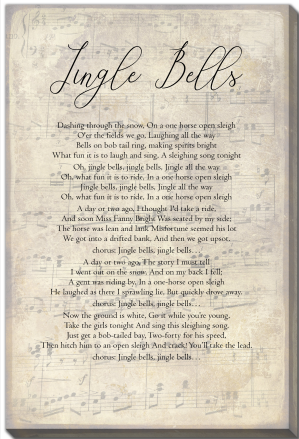 Jingle Bells
Dashing through the snow, On a one horse open sleigh
O'er the fields we go, Laughing all the way
Bells on bob tail ring, making spirits bright
What fun it is to laugh and sing, A sleighing song tonight
Oh, jingle bells, jingle bells, Jingle all the way
Oh, what fun it is to ride, In a one horse open sleigh
Jingle bells, jingle bells, Jingle all the way
Oh, what fun it is to ride, In a one horse open sleigh
A day or two ago, I thought I'd take a ride,
And soon Miss Fanny Bright Was seated by my side;
The horse was lean and lank Misfortune seemed his lot
We got into a drifted bank, And then we got upsot.
chorus: Jingle bells, jingle bells…
A day or two ago, The story I must tell
I went out on the snow, And on my back I fell;
A gent was riding by, In a one-horse open sleigh
He laughed as there I sprawling lie, But quickly drove away.
chorus: Jingle bells, jingle bells…
Now the ground is white, Go it while you're young,
Take the girls tonight And sing this sleighing song.
Just get a bob-tailed bay, Two-forty for his speed,
Then hitch him to an open sleigh And crack! You'll take the lead.
chorus: Jingle bells, jingle bells…